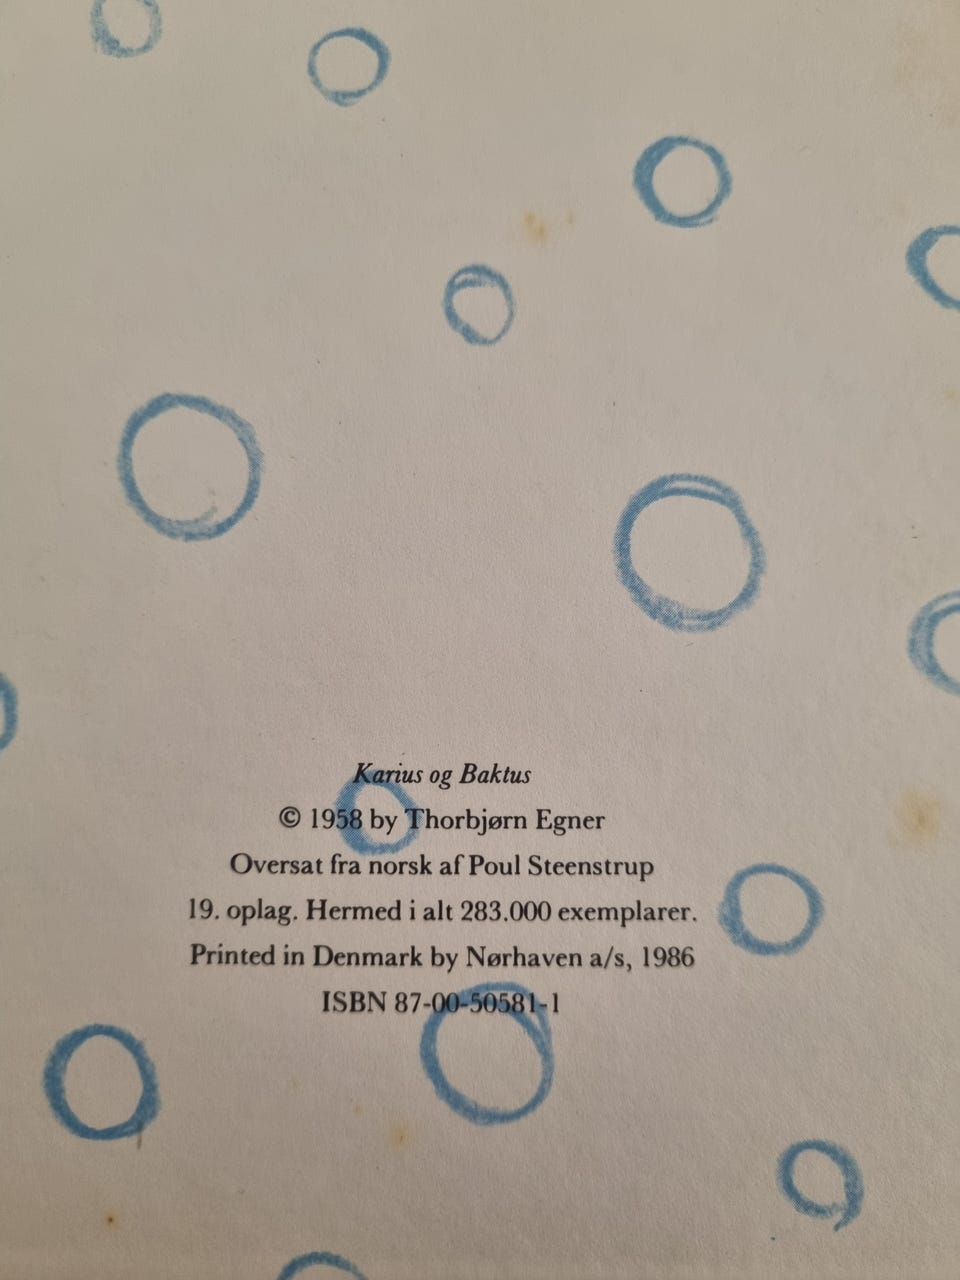 Karius og Baktus
© 1958 by Thorbjørn Egner
Oversat fra norsk af Poul Steenstrup
19. oplag. Hermed i alt 283.000 exemplarer.
Printed in Denmark by Nørhaven a/s, 1986
ISBN 87-00-50581-1